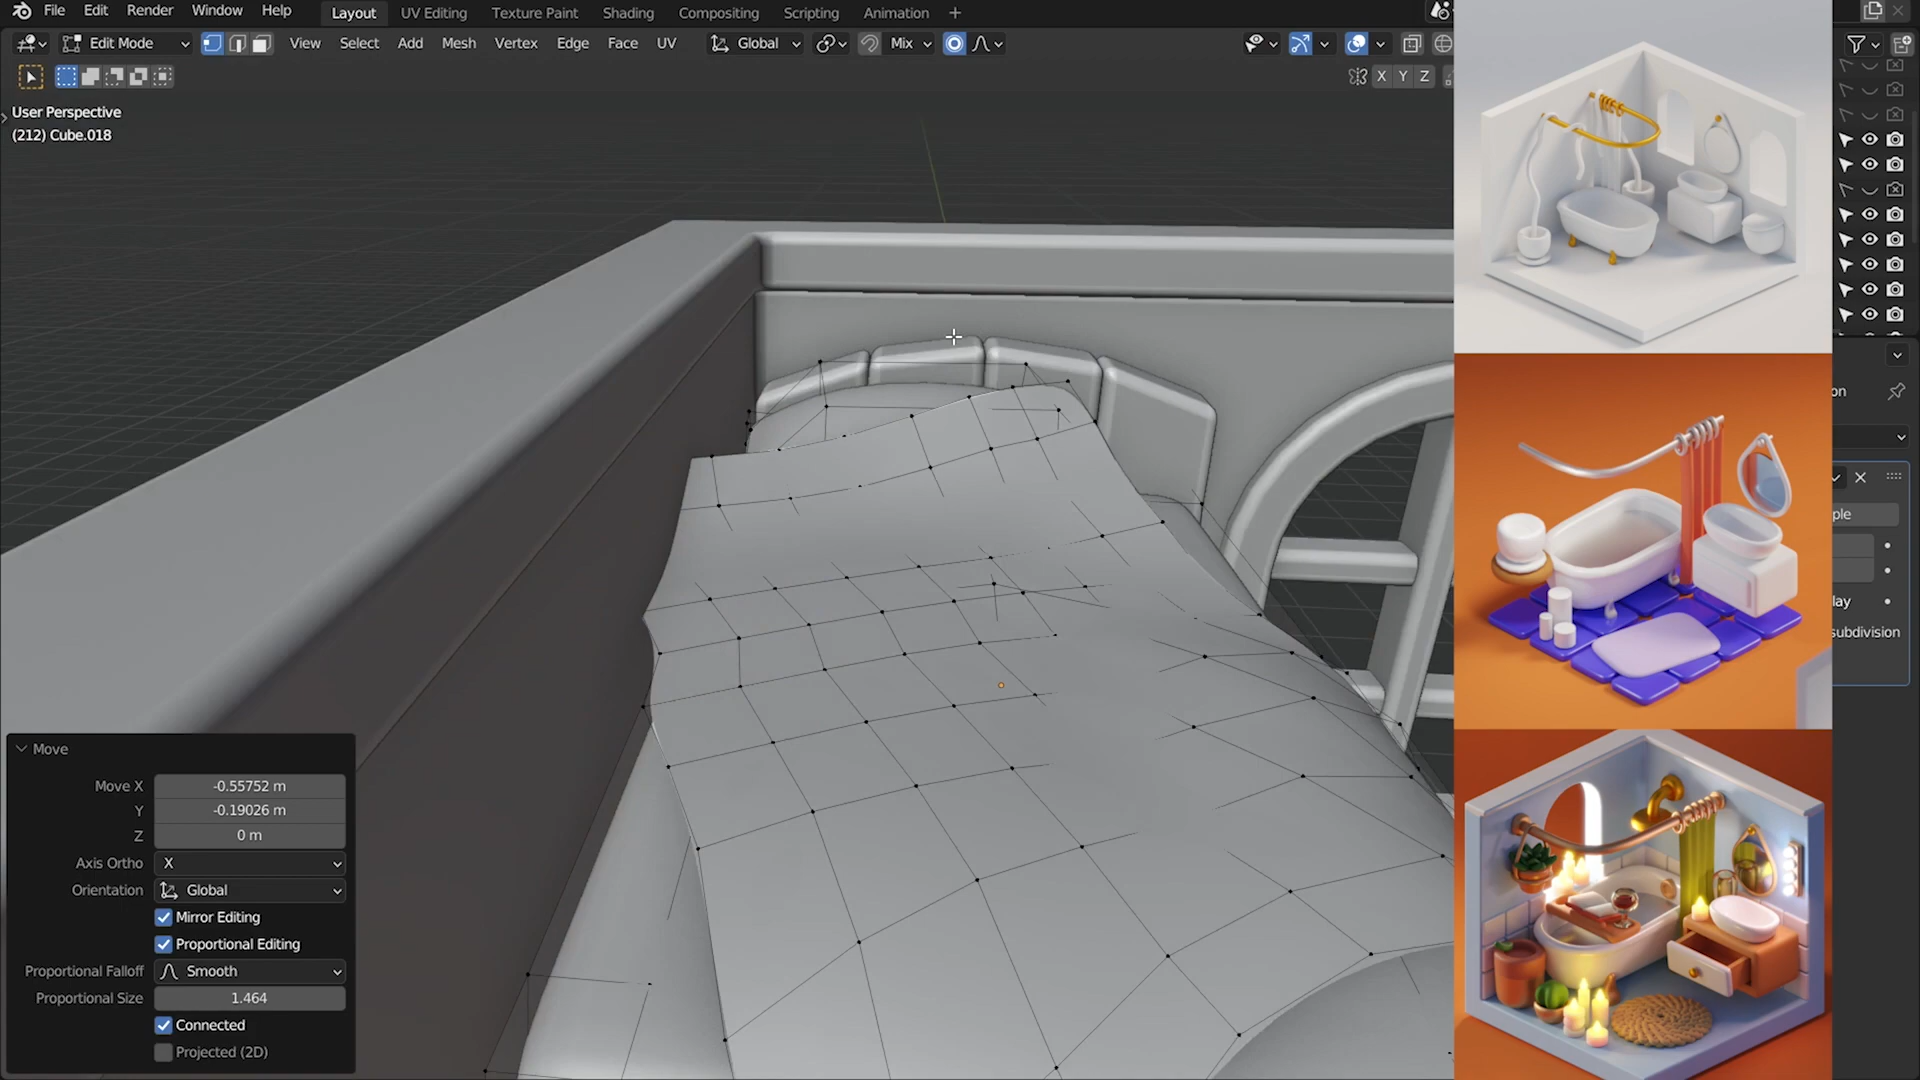 File Edit Render Window Help Layout UV Editing Texture Paint Shading Compositing Scripting Animation +
Edit Mode View Select Add Mesh Vertex Edge Face UV Global Mix
X Y Z
User Perspective
(212) Cube.018
on
ple
lay
subdivision
Move
Move X -0.55752 m
Y -0.19026 m
Z 0 m
Axis Ortho X
Orientation Global
Mirror Editing
Proportional Editing
Proportional Falloff Smooth
Proportional Size 1.464
Connected
Projected (2D)